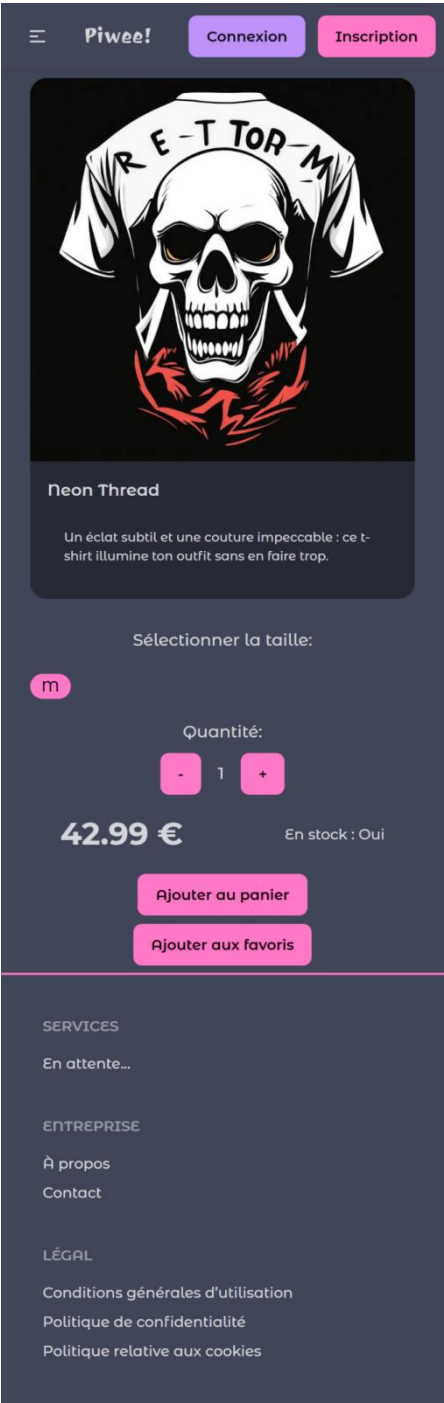 Piwee!
Connexion
Inscription
RE-TTOR-M
Neon Thread
Un éclat subtil et une couture impeccable : ce t-
shirt illumine ton outfit sans en faire trop.
Sélectionner la taille:
m
Quantité:
- 1 +
42.99 €
En stock : Oui
Ajouter au panier
Ajouter aux favoris
SERVICES
En attente...
ENTREPRISE
À propos
Contact
LÉGAL
Conditions générales d'utilisation
Politique de confidentialité
Politique relative aux cookies